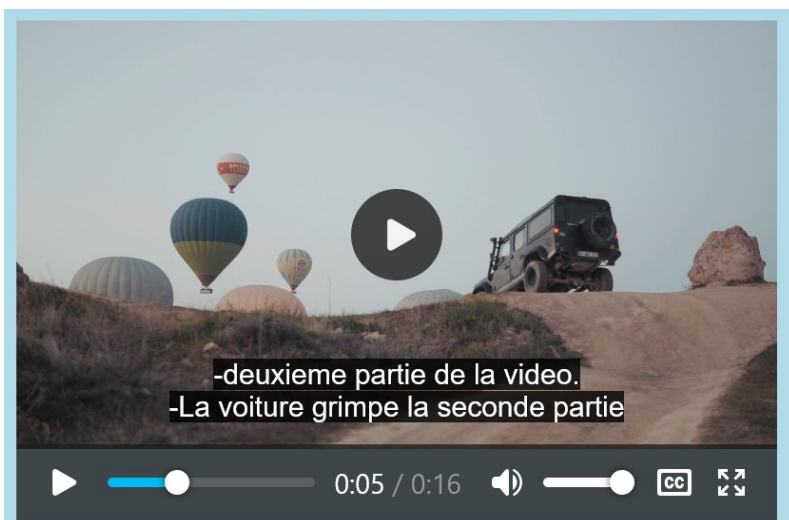 -deuxieme partie de la video.
-La voiture grimpe la seconde partie
0:05 / 0:16
CC